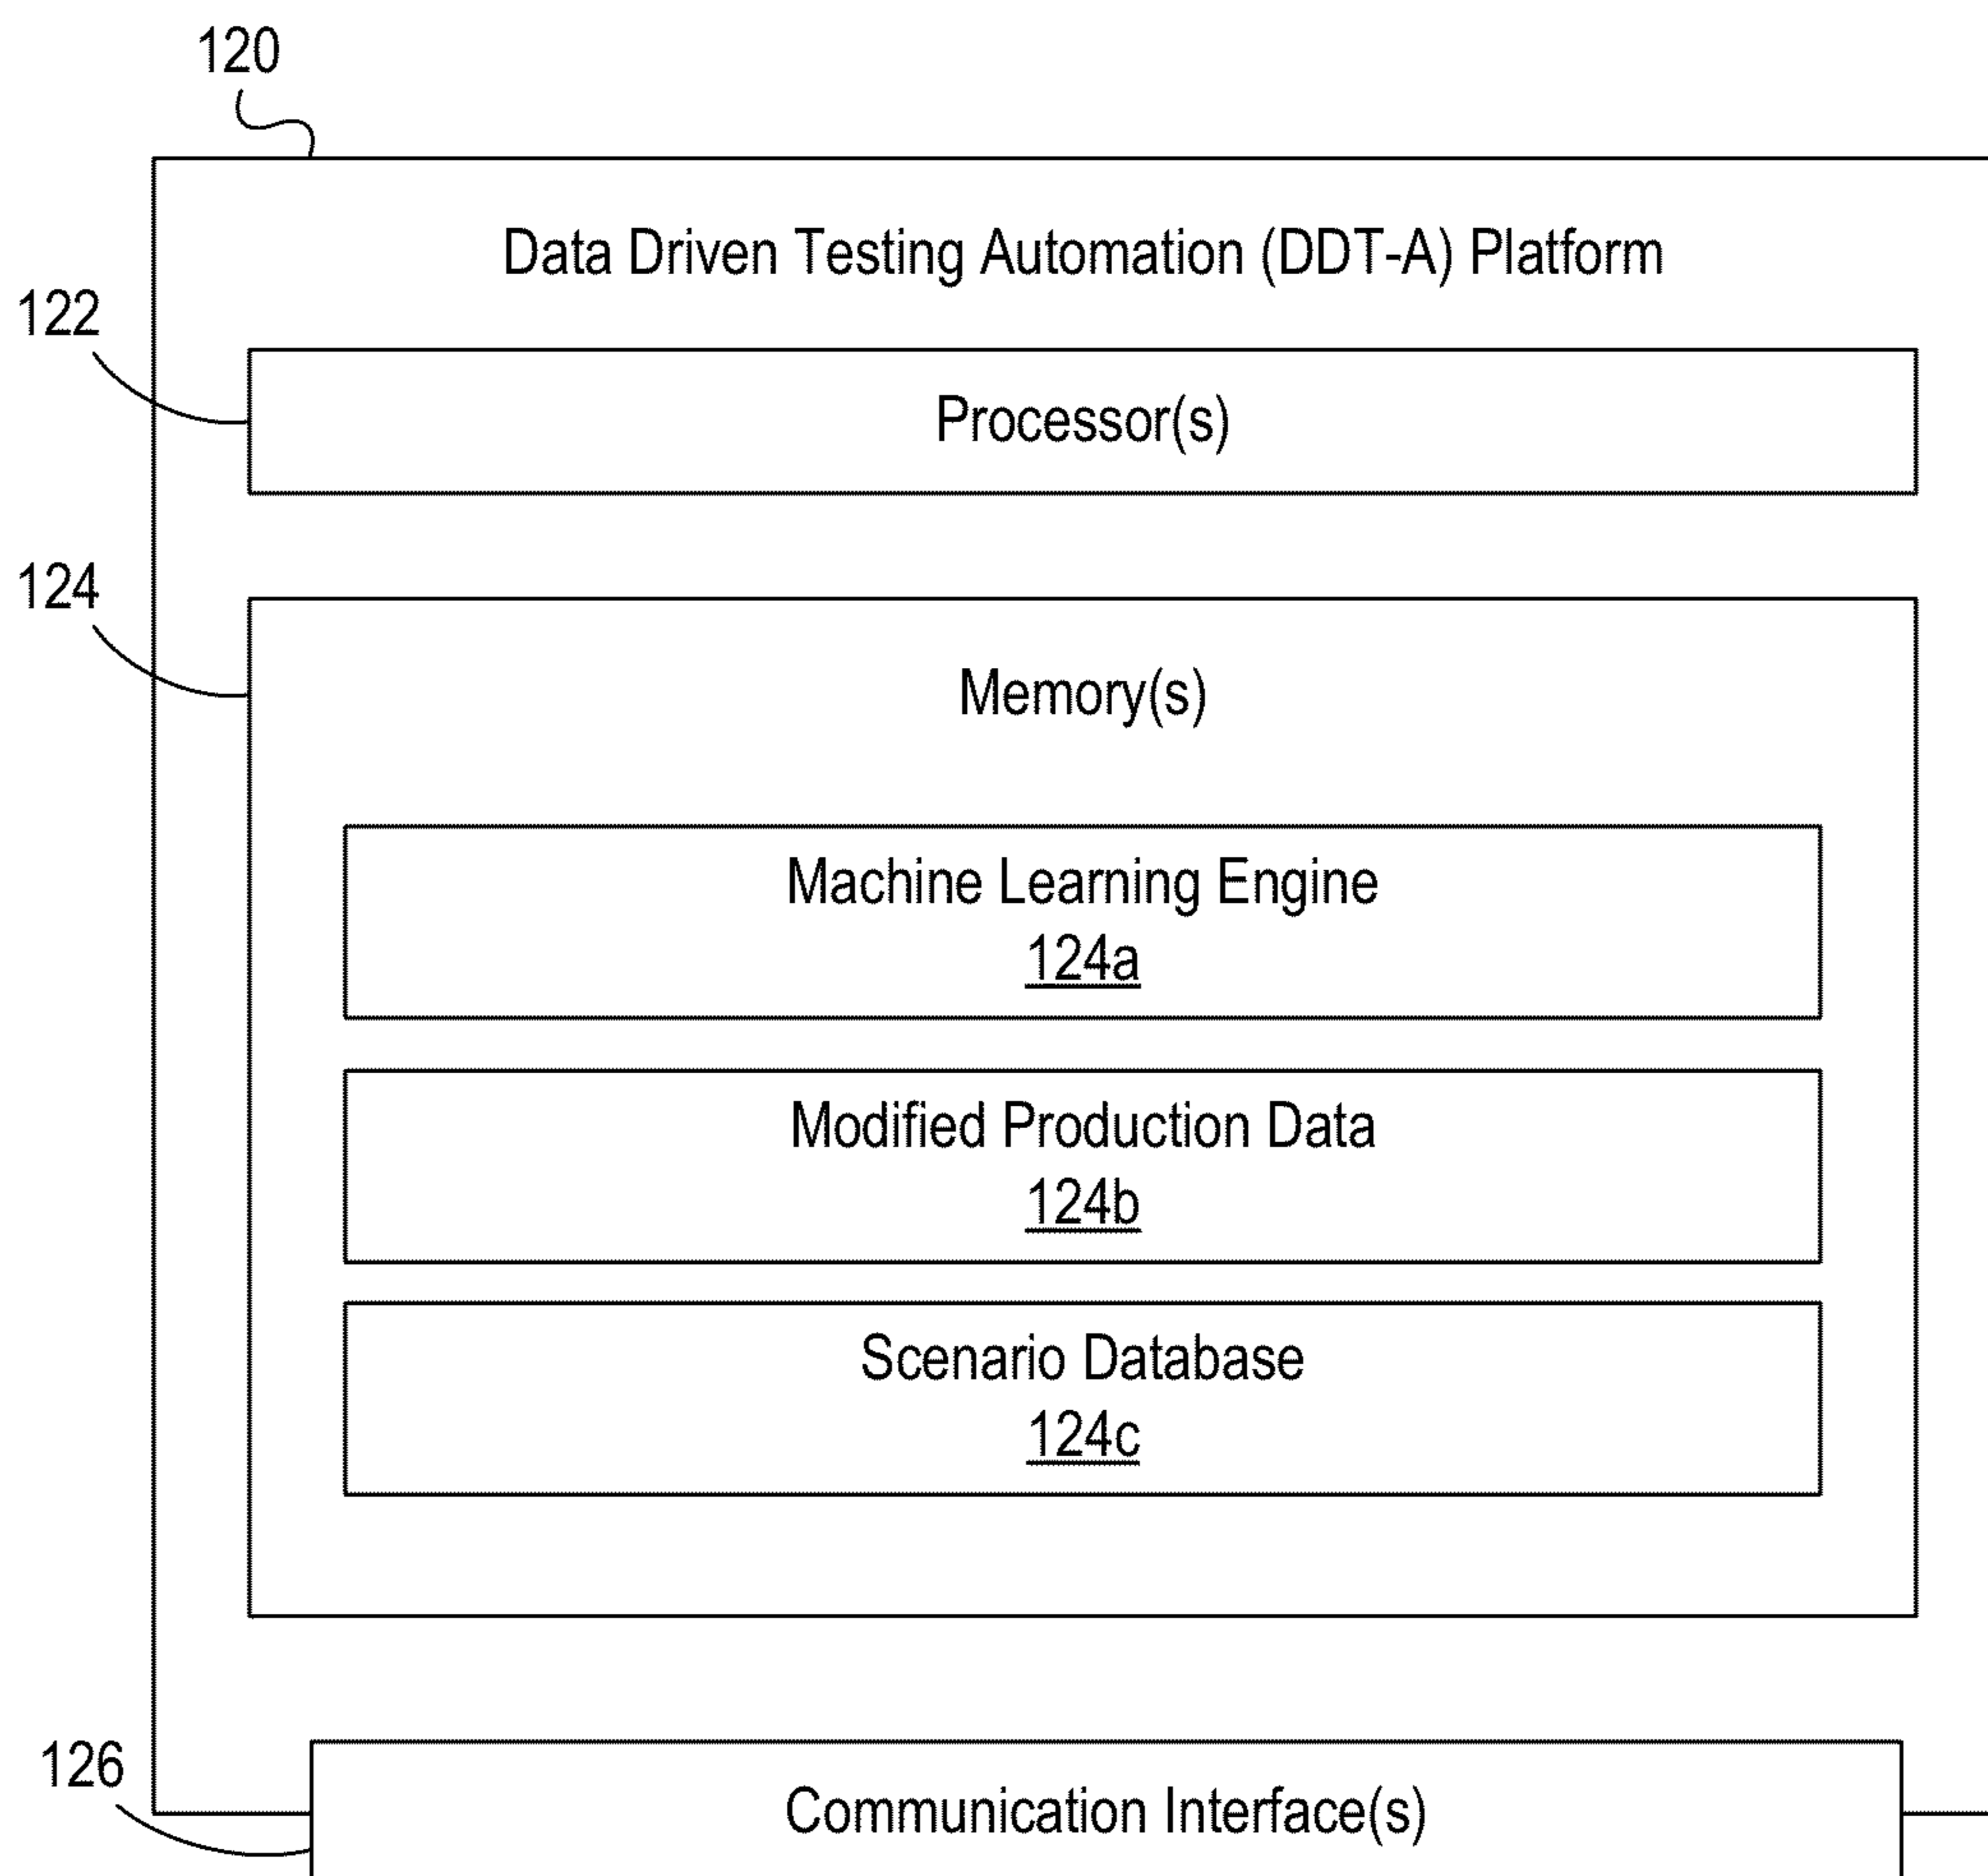 120
Data Driven Testing Automation (DDT-A) Platform
122
Processor(s)
124
Memory(s)
Machine Learning Engine
124a
Modified Production Data
124b
Scenario Database
124c
126
Communication Interface(s)